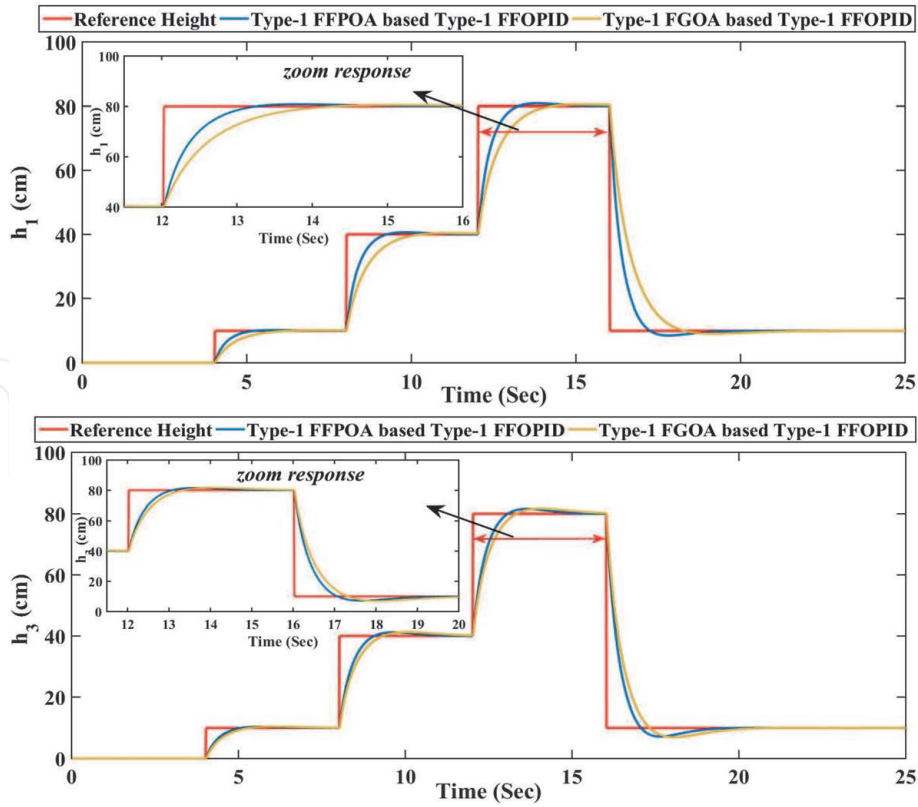 Reference Height Type-1 FFPOA based Type-1 FFOPID Type-1 FGOA based Type-1 FFOPID
100
80
60
40
20
0
h1 (cm)
zoom response
100
80
60
40
h1 (cm)
12 13 14 15 16
Time (Sec)
0 5 10 15 20 25
Time (Sec)
Reference Height Type-1 FFPOA based Type-1 FFOPID Type-1 FGOA based Type-1 FFOPID
100
80
60
40
20
0
h3 (cm)
zoom response
100
80
60
40
20
0
(cm)
12 13 14 15 16 17 18 19 20
Time (Sec)
0 5 10 15 20 25
Time (Sec)